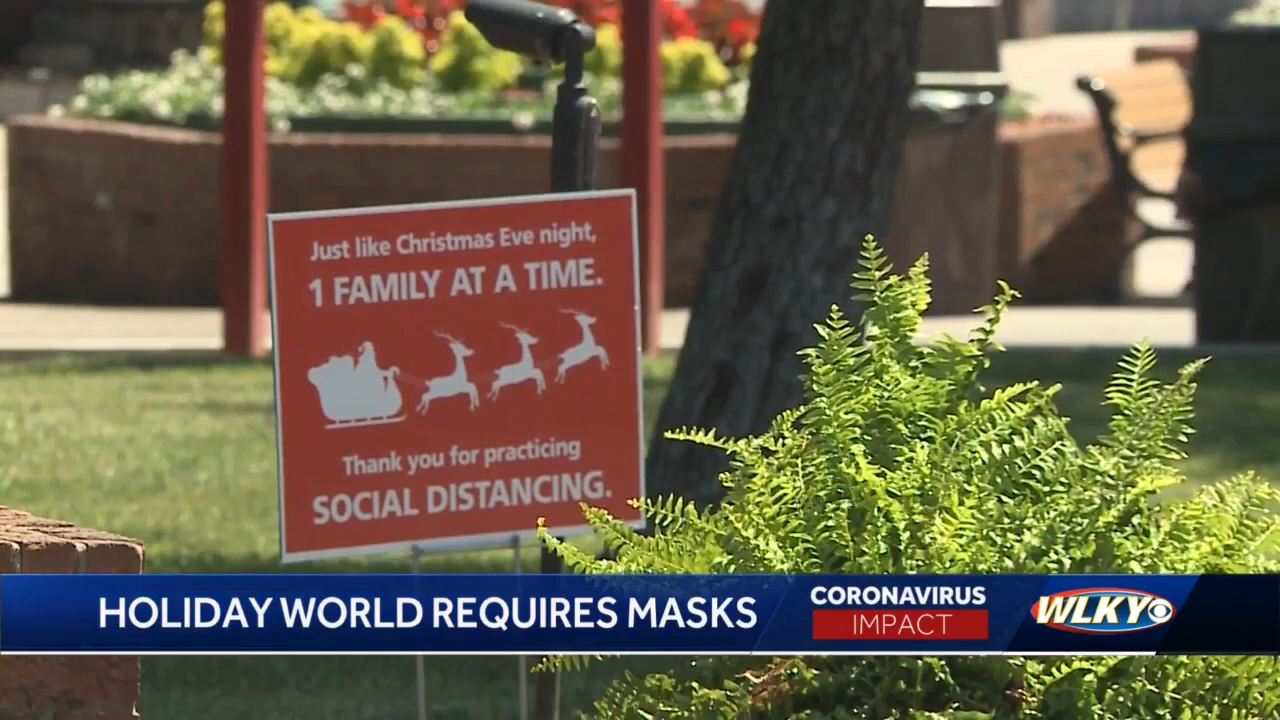 Just like Christmas Eve night,
1 FAMILY AT A TIME.
Thank you for practicing
SOCIAL DISTANCING.
HOLIDAY WORLD REQUIRES MASKS
CORONAVIRUS
IMPACT
WLKY